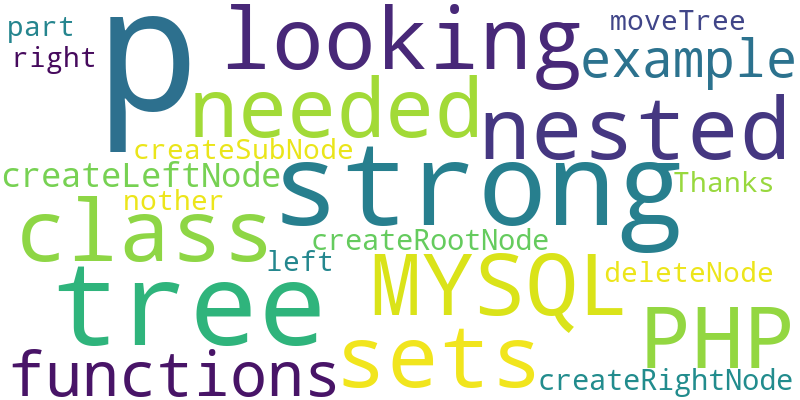 part
right
p
looking
moveTree
example
needed
nested
createSubNode
createLeftNode
strong
Thanks
nother
class
createRootNode
left
tree
MYSQL
deleteNode
PHP
functions
sets
createRightNode